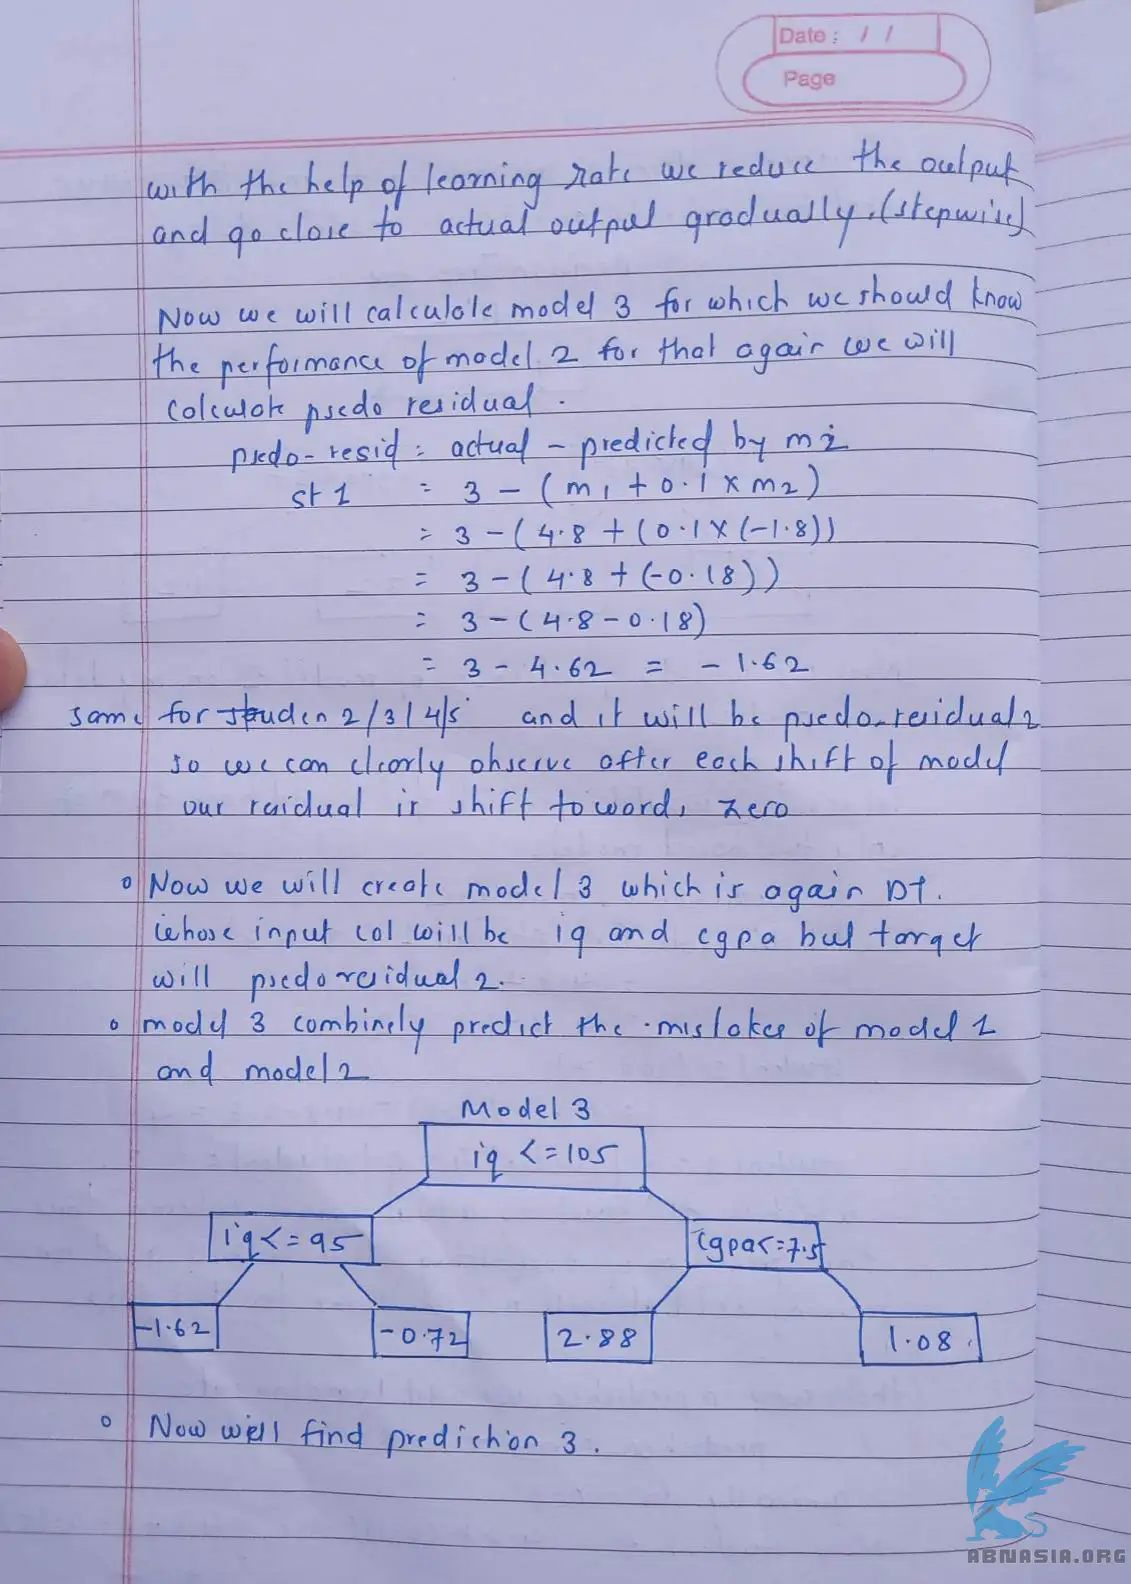 Date : / /
Page
with the help of learning rate we reduce the output
and go close to actual output gradually. (stepwise)
Now we will calculate model 3 for which we should know
the performance of model 2 for that again we will
calculate psedo residual .
psedo-resid = actual - predicted by m2
st 1 = 3 - (m1 + 0.1 x m2)
= 3 - (4.8 + (0.1 x (-1.8))
= 3 - (4.8 + (-0.18))
= 3 - (4.8 - 0.18)
= 3 - 4.62 = - 1.62
same for studen 2/3/4/5 and it will be psedo-residual 2
so we can clearly observe after each shift of model
our residual is shift towards zero
Now we will create model 3 which is again DT.
whose input col will be iq and cgpa but target
will psedo residual 2.
model 3 combinely predict the mistakes of model 1
and model 2
Model 3
iq <= 105
iq <= 95
cgpa <= 7.5
-1.62
-0.72
2.88
1.08
Now well find prediction 3.
ABNASIA.ORG